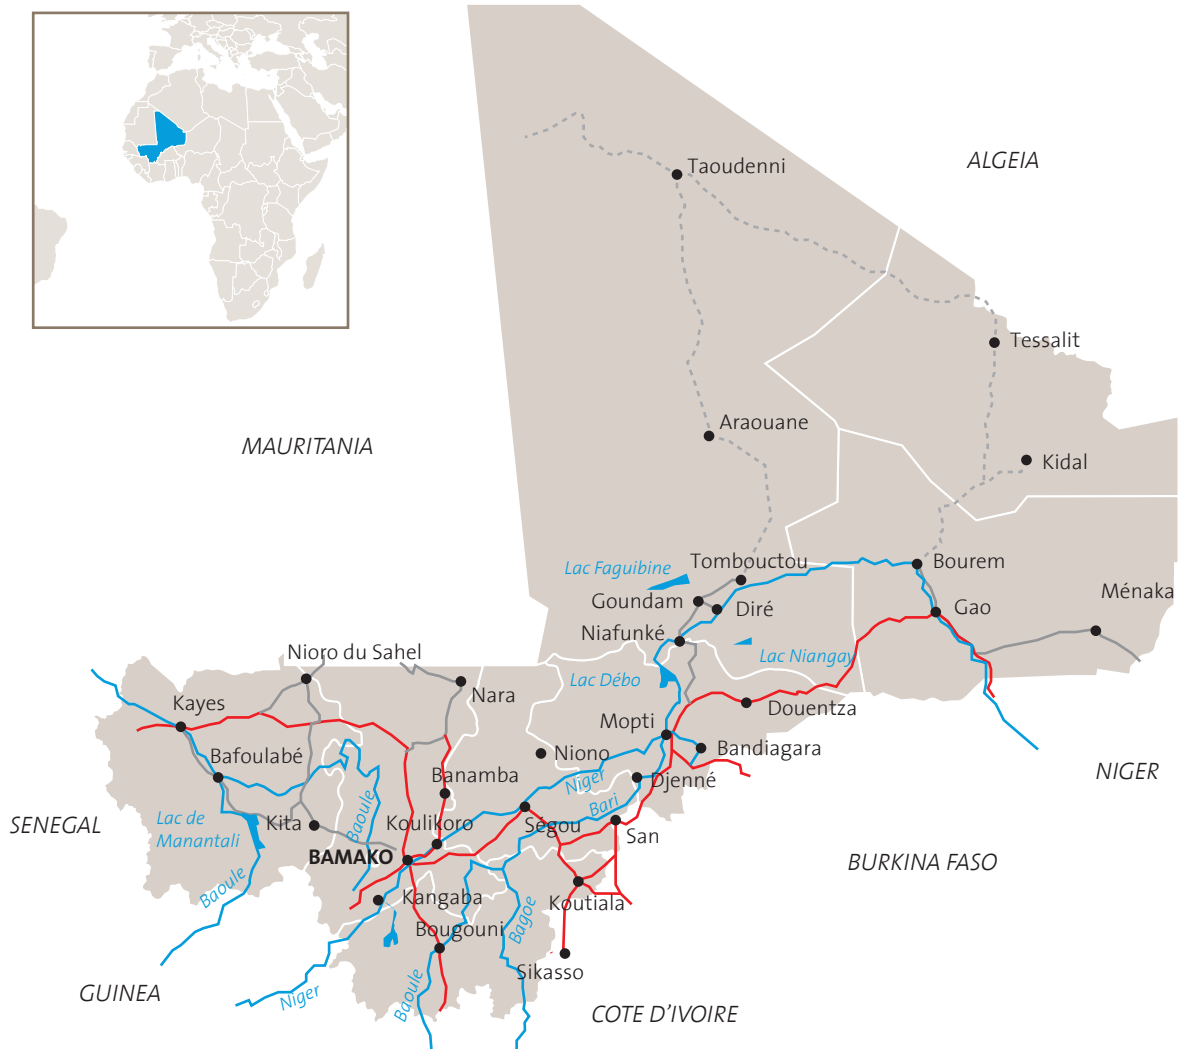 ALGEIA
Taoudenni
Tessalit
Araouane
MAURITANIA
Kidal
Tombouctou
Bourem
Lac Faguibine
Ménaka
Goundam
Diré
Gao
Niafunké
Nioro du Sahel
Lac Niangay
Lac Débo
Nara
Kayes
Douentza
Mopti
Bafoulabé
Niono
Bandiagara
NIGER
Banamba
Niger
Djenné
Baoule
Bari
Lac de
Manantali
Kita
Koulikoro
Ségou
SENEGAL
San
BAMAKO
BURKINA FASO
Baoule
Kangaba
Koutiala
Bougouni
Bagoe
Sikasso
GUINEA
Niger
Baoule
COTE D'IVOIRE